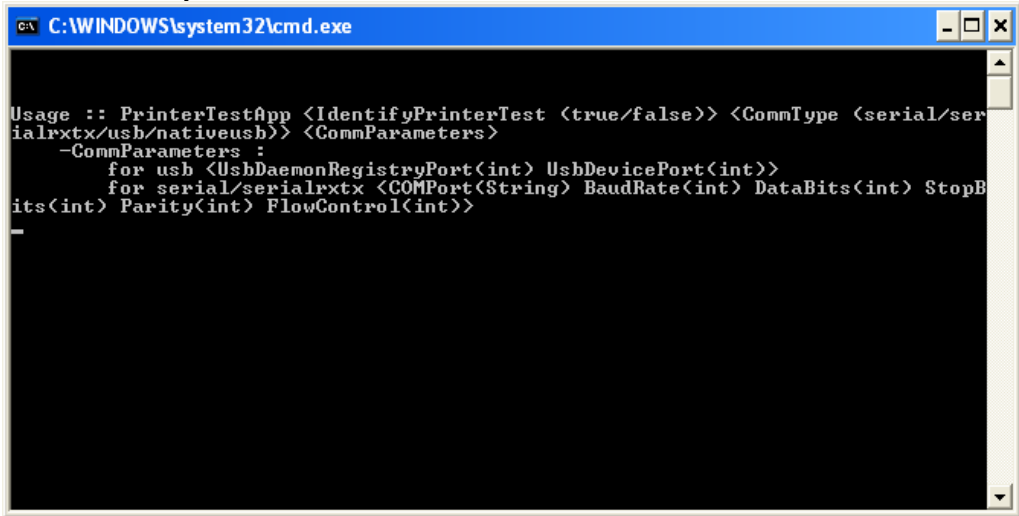 C:\WINDOWS\system32\cmd.exe
Usage :: PrinterTestApp <IdentifyPrinterTest (true/false)> <CommType (serial/ser
ialrxtx/usb/nativeusb)> <CommParameters>
    -CommParameters :
        for usb <UsbDaemonRegistryPort(int) UsbDevicePort(int)>
        for serial/serialrxtx <COMPort(String) BaudRate(int) DataBits(int) StopB
its(int) Parity(int) FlowControl(int)>